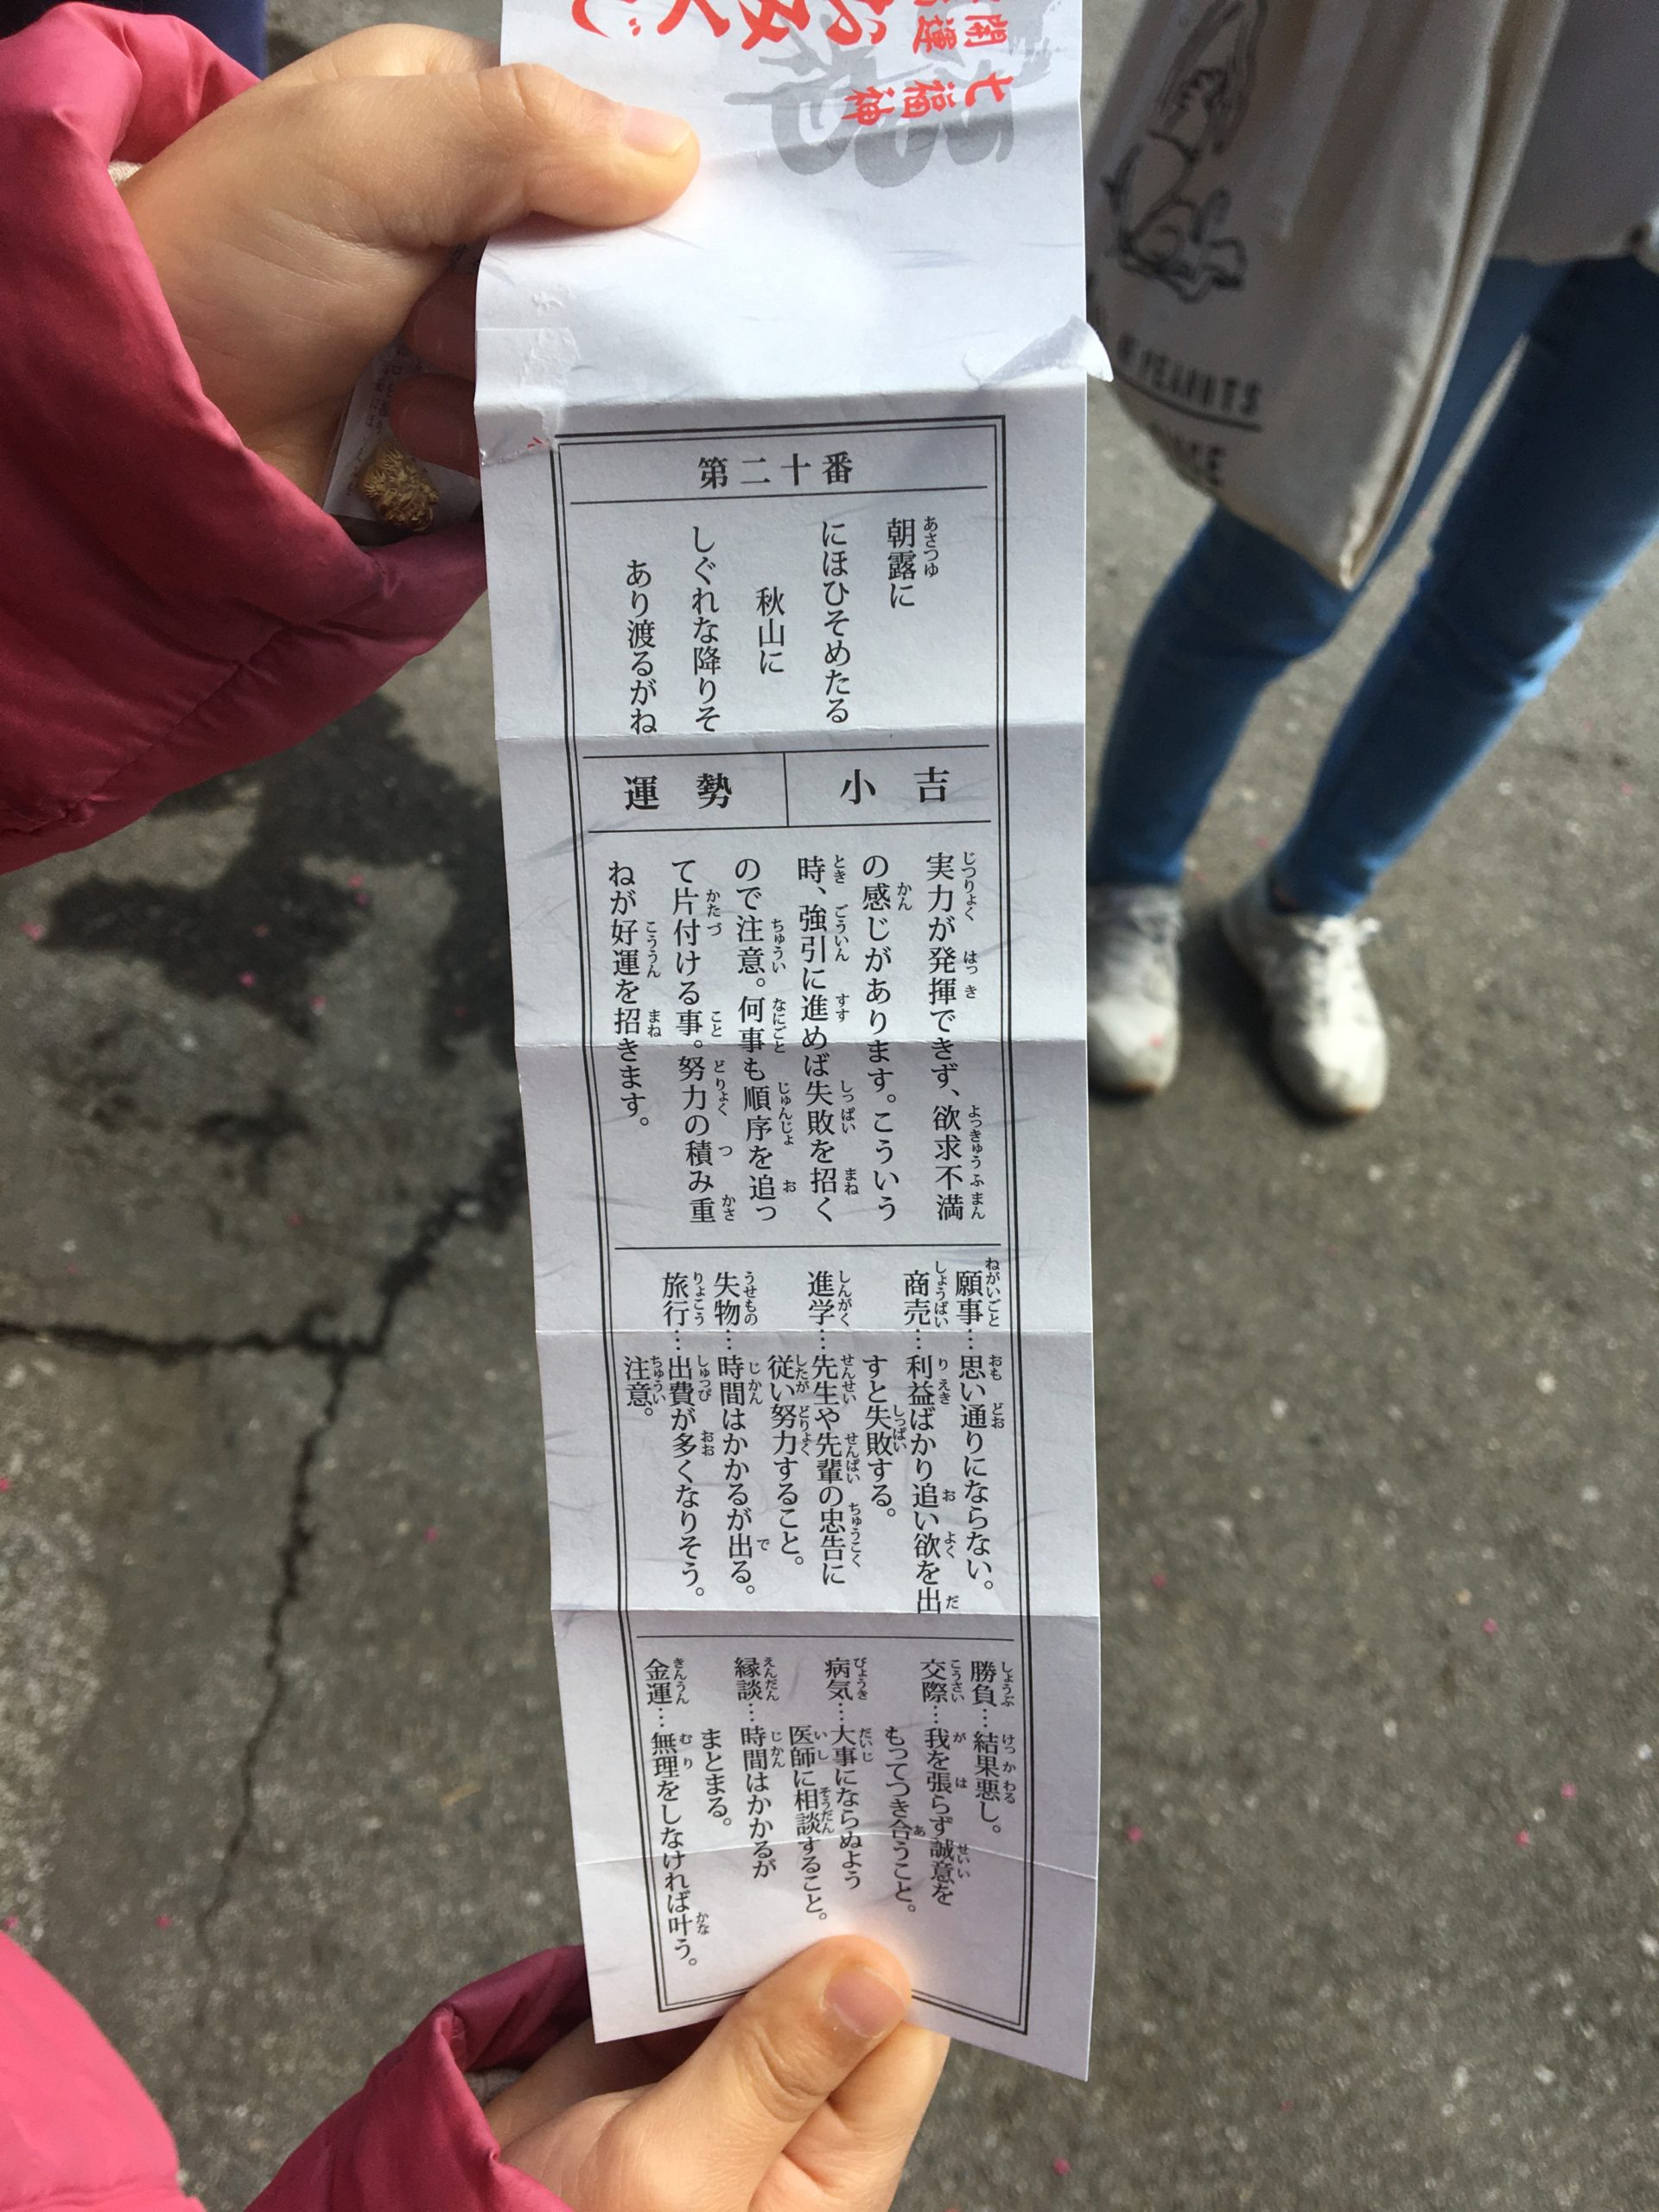 七福神
第二十番
朝露に
にほひそめたる
秋山に
しぐれな降りそ
あり渡るがね
小吉
運勢
実力が発揮できず、欲求不満
の感じがあります。こういう
時、強引に進めば失敗を招く
ので注意。何事も順序を追っ
て片付ける事。努力の積み重
ねが好運を招きます。
願事…思い通りにならない。
商売…利益ばかり追い欲を出
すと失敗する。
進学…先生や先輩の忠告に
従い努力すること。
失物…時間はかかるが出る。
旅行…出費が多くなりそう。
注意。
勝負…結果悪し。
交際…我を張らず誠意を
もってつき合うこと。
病気…大事にならぬよう
医師に相談すること。
縁談…時間はかかるが
まとまる。
金運…無理をしなければ叶う。
PEANUTS